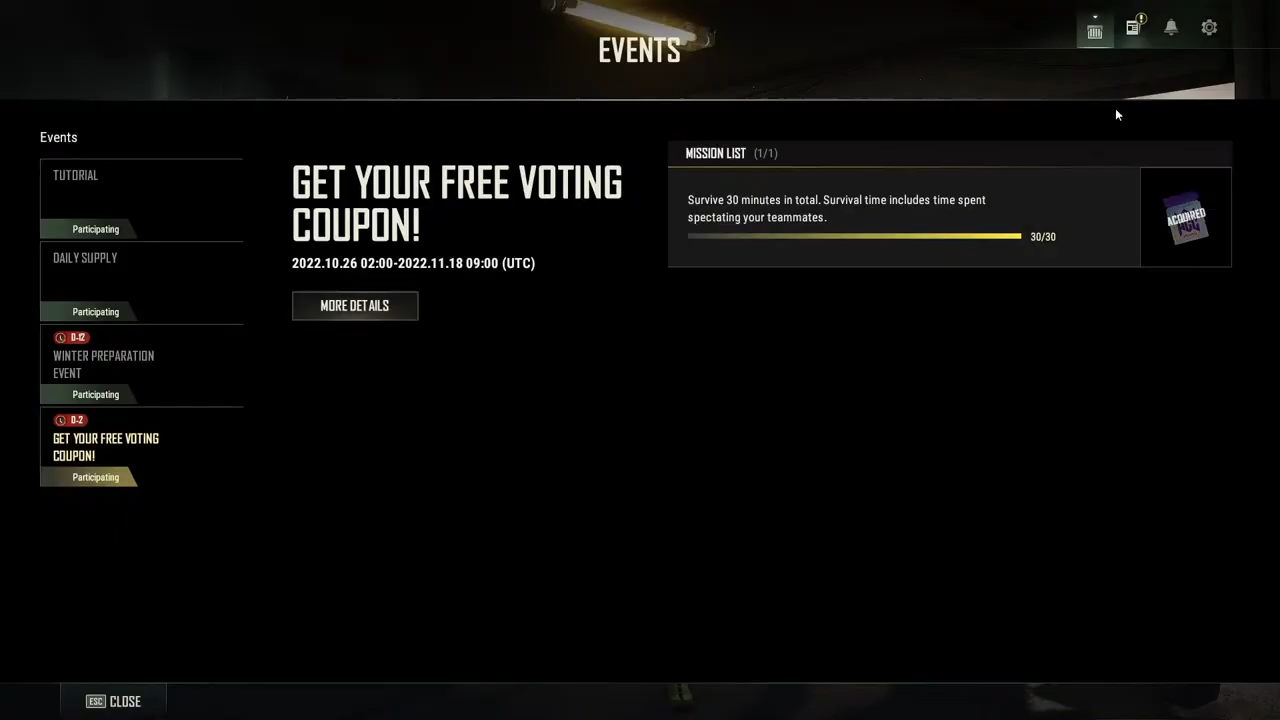 EVENTS
Events
TUTORIAL
Participating
DAILY SUPPLY
Participating
D-12
WINTER PREPARATION
EVENT
Participating
D-2
GET YOUR FREE VOTING
COUPON!
Participating
GET YOUR FREE VOTING
COUPON!
2022.10.26 02:00-2022.11.18 09:00 (UTC)
MORE DETAILS
MISSION LIST (1/1)
Survive 30 minutes in total. Survival time includes time spent
spectating your teammates.
30/30
ACQUIRED
ESC CLOSE